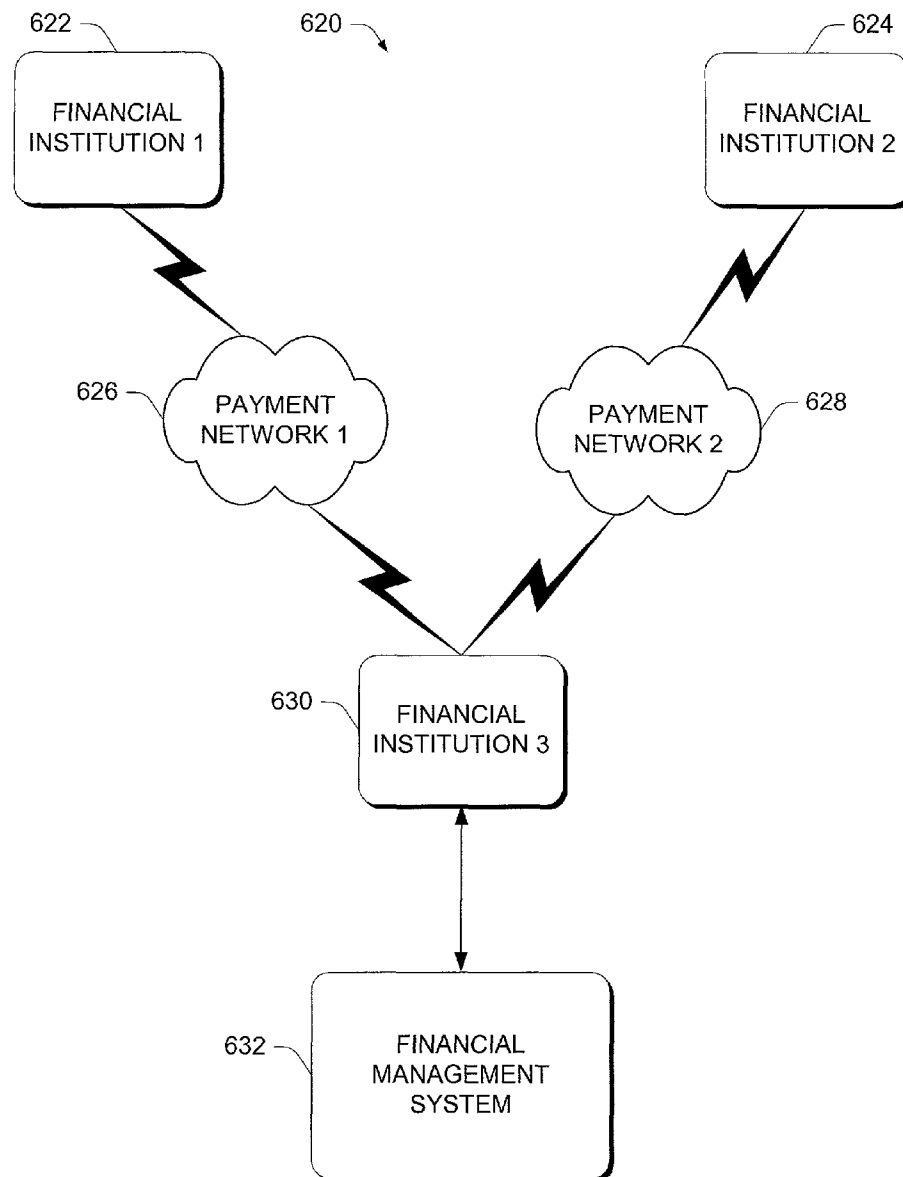 622
620
624
FINANCIAL
INSTITUTION 1
FINANCIAL
INSTITUTION 2
626
PAYMENT
NETWORK 1
PAYMENT
NETWORK 2
628
630
FINANCIAL
INSTITUTION 3
632
FINANCIAL
MANAGEMENT
SYSTEM